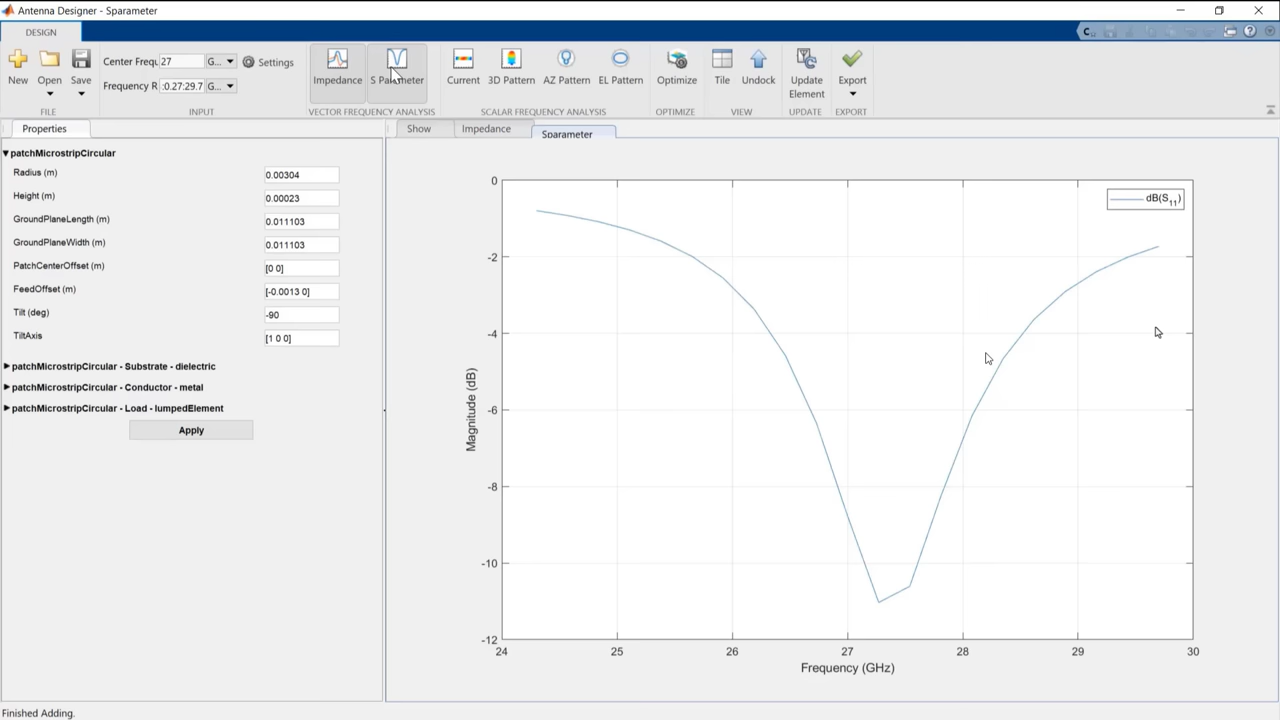 Antenna Designer - Sparameter
DESIGN
New
Open
Save
FILE
Center Frequ 27 G...
Frequency R :0.27:29.7 G...
Settings
INPUT
Impedance
S Parameter
VECTOR FREQUENCY ANALYSIS
Current
3D Pattern
AZ Pattern
EL Pattern
SCALAR FREQUENCY ANALYSIS
Optimize
OPTIMIZE
Tile
Undock
VIEW
Update
Element
UPDATE
Export
EXPORT
Properties
patchMicrostripCircular
Radius (m) 0.00304
Height (m) 0.00023
GroundPlaneLength (m) 0.011103
GroundPlaneWidth (m) 0.011103
PatchCenterOffset (m) [0 0]
FeedOffset (m) [-0.0013 0]
Tilt (deg) -90
TiltAxis [1 0 0]
patchMicrostripCircular - Substrate - dielectric
patchMicrostripCircular - Conductor - metal
patchMicrostripCircular - Load - lumpedElement
Apply
Show
Impedance
Sparameter
dB(S11)
0
-2
-4
-6
-8
-10
-12
Magnitude (dB)
24 25 26 27 28 29 30
Frequency (GHz)
Finished Adding.